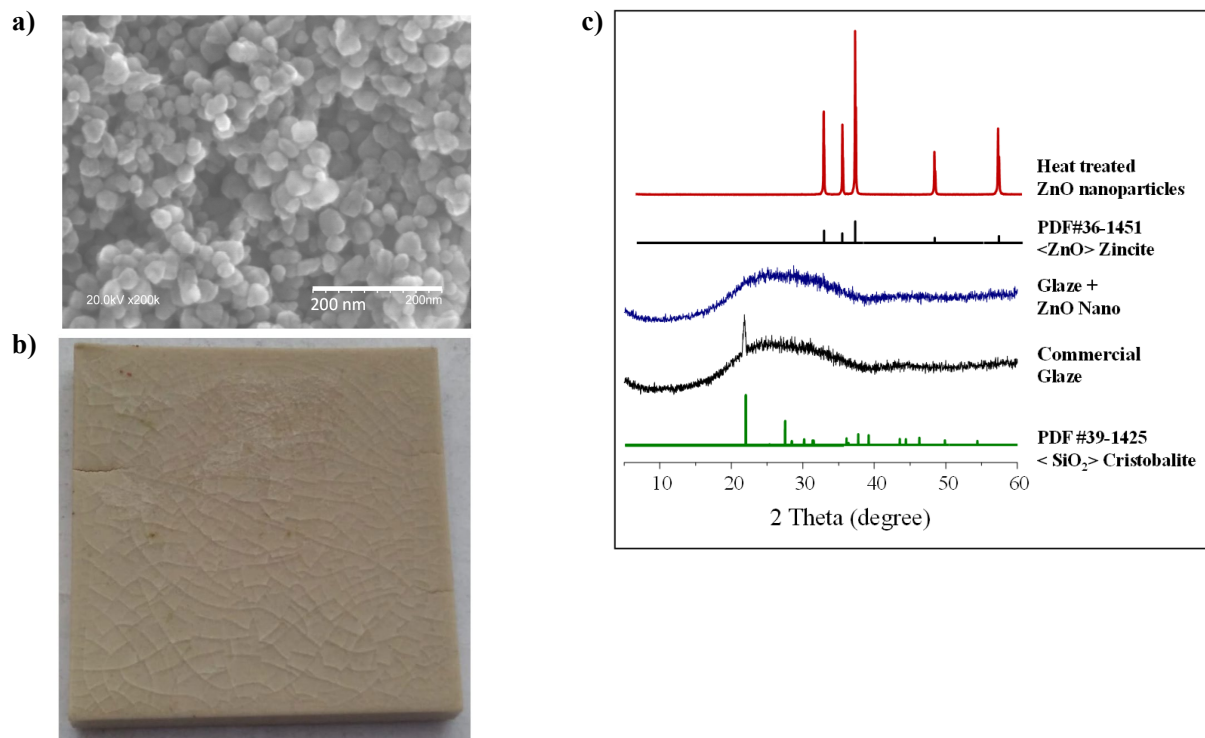 a)
20.0kV x200k
200 nm
200nm
b)
c)
Heat treated
ZnO nanoparticles
PDF#36-1451
<ZnO> Zincite
Glaze +
ZnO Nano
Commercial
Glaze
PDF #39-1425
< SiO₂> Cristobalite
10 20 30 40 50 60
2 Theta (degree)